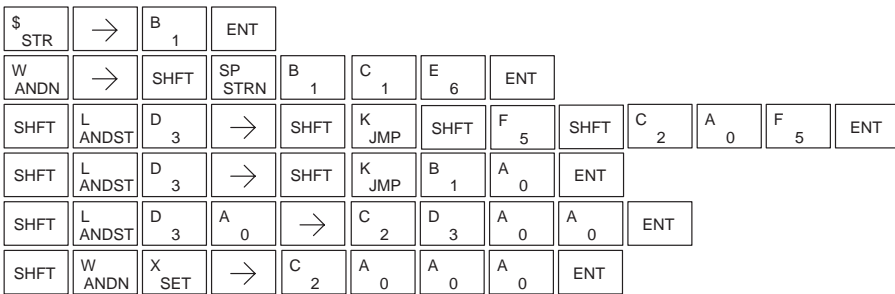 $ STR → B 1 ENT
W ANDN → SHFT SP STRN B 1 C 1 E 6 ENT
SHFT L ANDST D 3 → SHFT K JMP SHFT F 5 SHFT C 2 A 0 F 5 ENT
SHFT L ANDST D 3 → SHFT K JMP B 1 A 0 ENT
SHFT L ANDST D 3 A 0 → C 2 D 3 A 0 A 0 ENT
SHFT W ANDN X SET → C 2 A 0 A 0 A 0 ENT